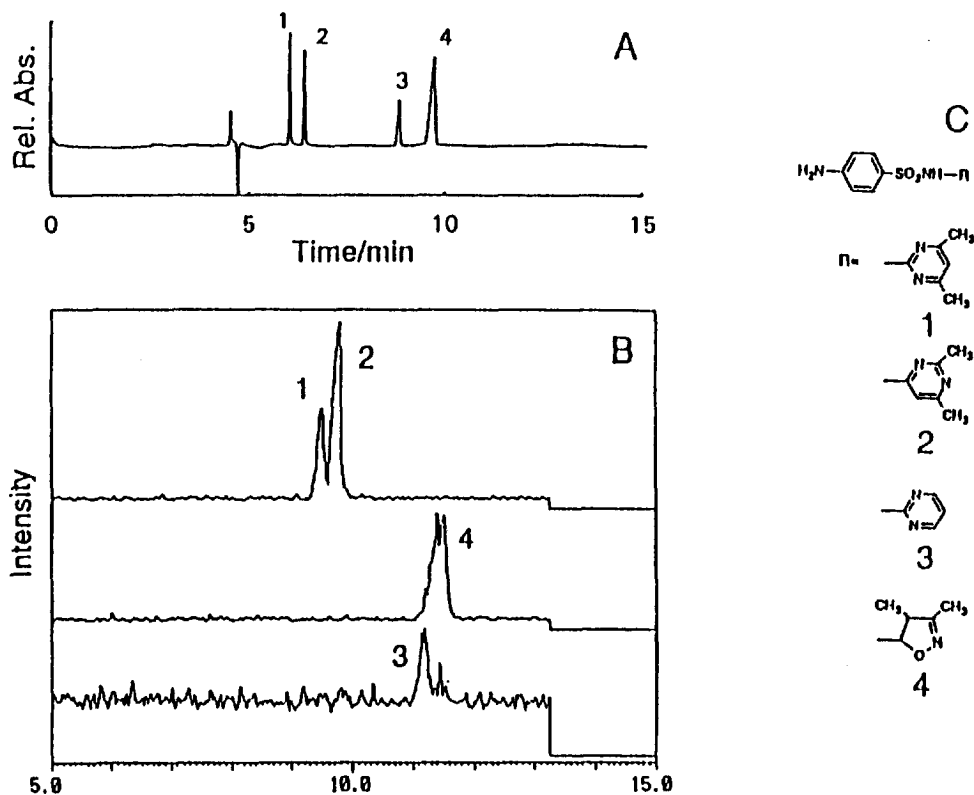 A
1
2
3
4
Rel. Abs.
0
5
10
15
Time/min
B
1
2
4
3
Intensity
5.0
10.0
15.0
C
H₂N
SO₂NH—R
R=
N
N
CH₃
CH₃
1
N
N
CH₃
CH₃
2
N
N
3
CH₃
CH₃
N
O
4